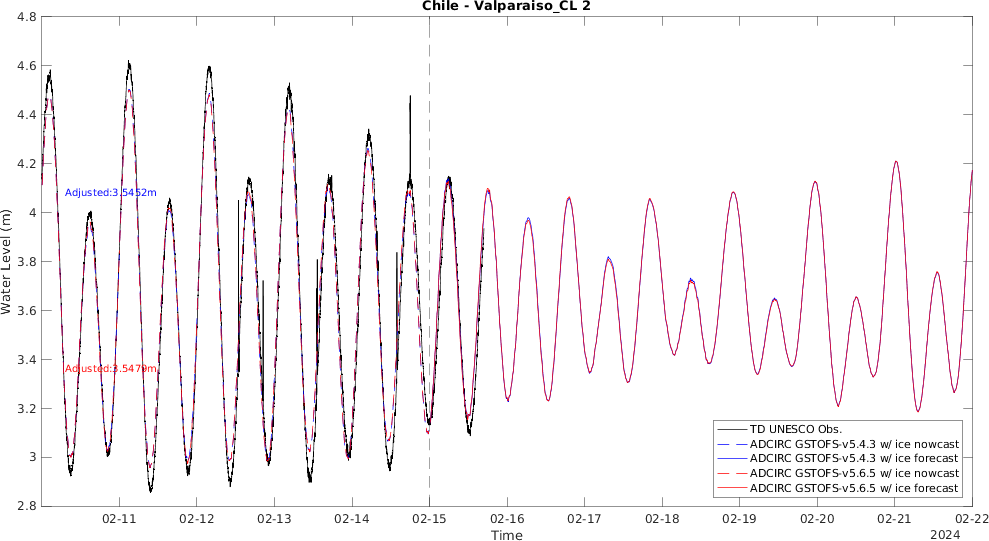 Chile - Valparaiso_CL 2
4.8
4.6
4.4
4.2
4
3.8
3.6
3.4
3.2
3
2.8
Water Level (m)
Adjusted:3.5452m
Adjusted:3.5479m
TD UNESCO Obs.
ADCIRC GSTOFS-v5.4.3 w/ ice nowcast
ADCIRC GSTOFS-v5.4.3 w/ ice forecast
ADCIRC GSTOFS-v5.6.5 w/ ice nowcast
ADCIRC GSTOFS-v5.6.5 w/ ice forecast
02-11 02-12 02-13 02-14 02-15 02-16 02-17 02-18 02-19 02-20 02-21 02-22
Time
2024